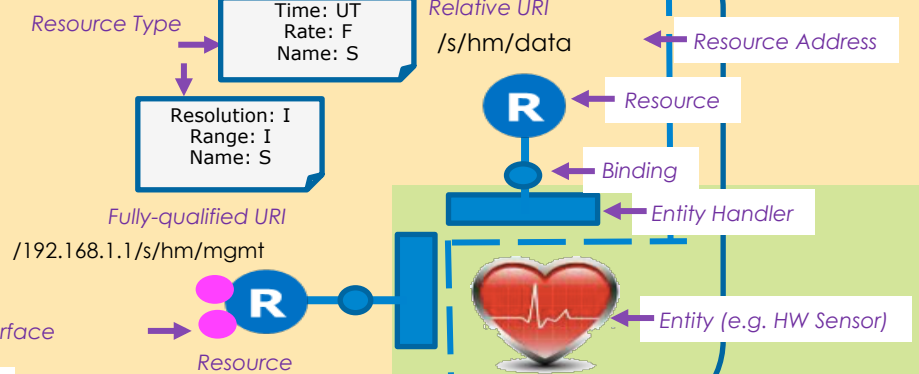 Resource Type
Time: UT
Rate: F
Name: S
Relative URI
/s/hm/data
Resource Address
R
Resource
Resolution: I
Range: I
Name: S
Binding
Fully-qualified URI
Entity Handler
/192.168.1.1/s/hm/mgmt
R
rface
Entity (e.g. HW Sensor)
Resource